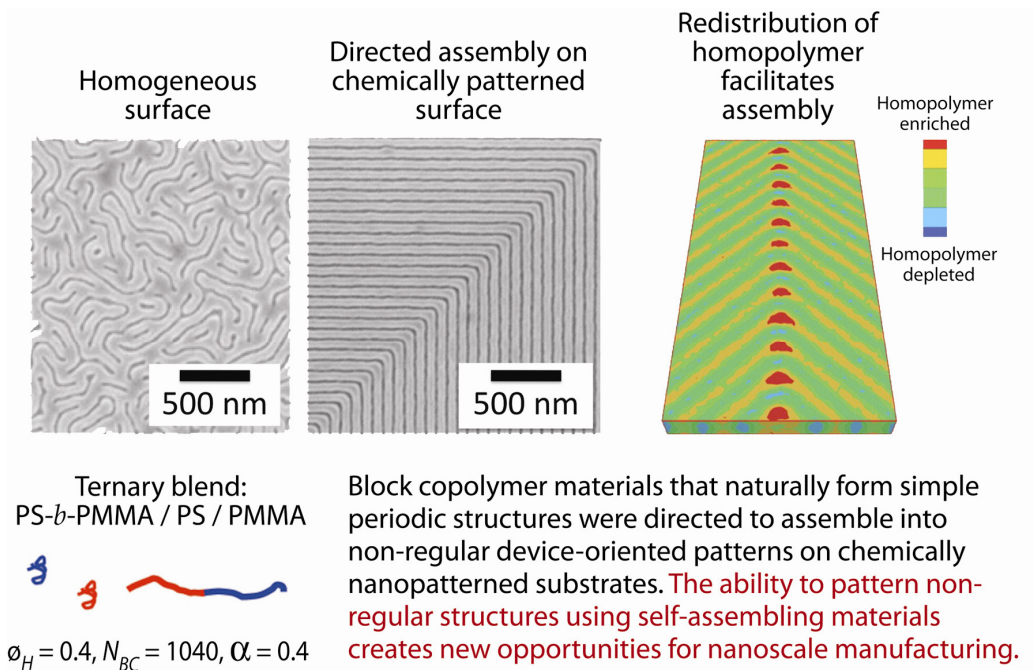 Homogeneous
surface
Directed assembly on
chemically patterned
surface
Redistribution of
homopolymer
facilitates
assembly
Homopolymer
enriched
Homopolymer
depleted
500 nm
500 nm
Ternary blend:
PS-b-PMMA / PS / PMMA
øH = 0.4, NBC = 1040, α = 0.4
Block copolymer materials that naturally form simple
periodic structures were directed to assemble into
non-regular device-oriented patterns on chemically
nanopatterned substrates. The ability to pattern non-
regular structures using self-assembling materials
creates new opportunities for nanoscale manufacturing.